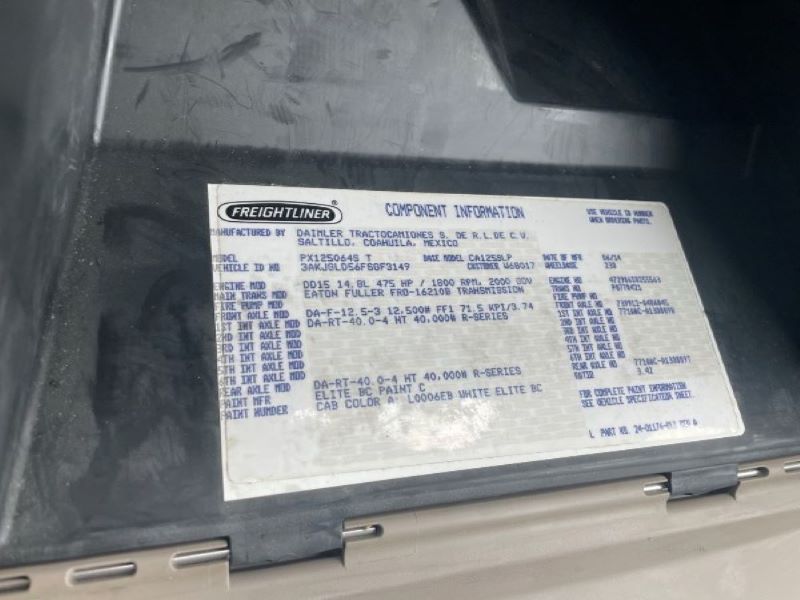 FREIGHTLINER
COMPONENT INFORMATION
USE VEHICLE ID NUMBER
WHEN ORDERING PARTS.
MANUFACTURED BY DAIMLER TRACTOCAMIONES S. DE R.L.DE C.V.
SALTILLO, COAHUILA, MEXICO
MODEL PX125064S T BASE MODEL CA125SLP DATE OF MFR 06/14
VEHICLE ID 3AKJGLD56FSGF3149 CUSTOMER W68017 WHEELBASE 230
ENGINE MOD DD15 14.8L 475 HP / 1800 RPM, 2000 GOV ENGINE NO
MAIN TRANS MOD EATON FULLER FRO-16210B TRANSMISSION TRANS NO
FIRE PUMP MOD FIRE PUMP NO
FRONT AXLE MOD DA-F-12.5-3 12,500# FF1 71.5 KPI/3.74 FRONT AXLE NO
1ST INT AXLE MOD DA-RT-40.0-4 HT 40,000# R-SERIES 1ST INT AXLE NO
2ND INT AXLE MOD 2ND INT AXLE NO
3RD INT AXLE MOD 3RD INT AXLE NO
4TH INT AXLE MOD 4TH INT AXLE NO
5TH INT AXLE MOD 5TH INT AXLE NO
6TH INT AXLE MOD 6TH INT AXLE NO
REAR AXLE MOD DA-RT-40.0-4 HT 40,000# R-SERIES REAR AXLE NO
RATIO 3.42
PAINT MFR ELITE BC PAINT C
PAINT NUMBER CAB COLOR A: L0006EB WHITE ELITE BC
FOR COMPLETE PAINT INFORMATION
SEE VEHICLE SPECIFICATION SHEET.
PART NO.